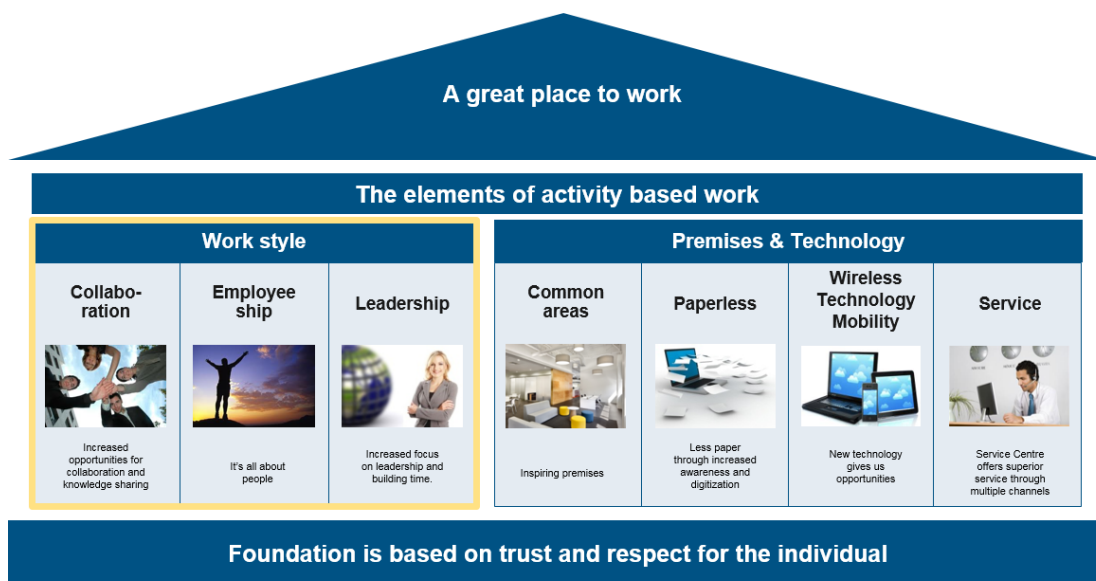 A great place to work
The elements of activity based work
Work style
Collabo-
ration
Increased
opportunities for
collaboration and
knowledge sharing
Employee
ship
It's all about
people
Leadership
Increased focus
on leadership and
building time.
Premises & Technology
Common
areas
Inspiring premises
Paperless
Less paper
through increased
awareness and
digitization
Wireless
Technology
Mobility
New technology
gives us
opportunities
Service
Service Centre
offers superior
service through
multiple channels
Foundation is based on trust and respect for the individual